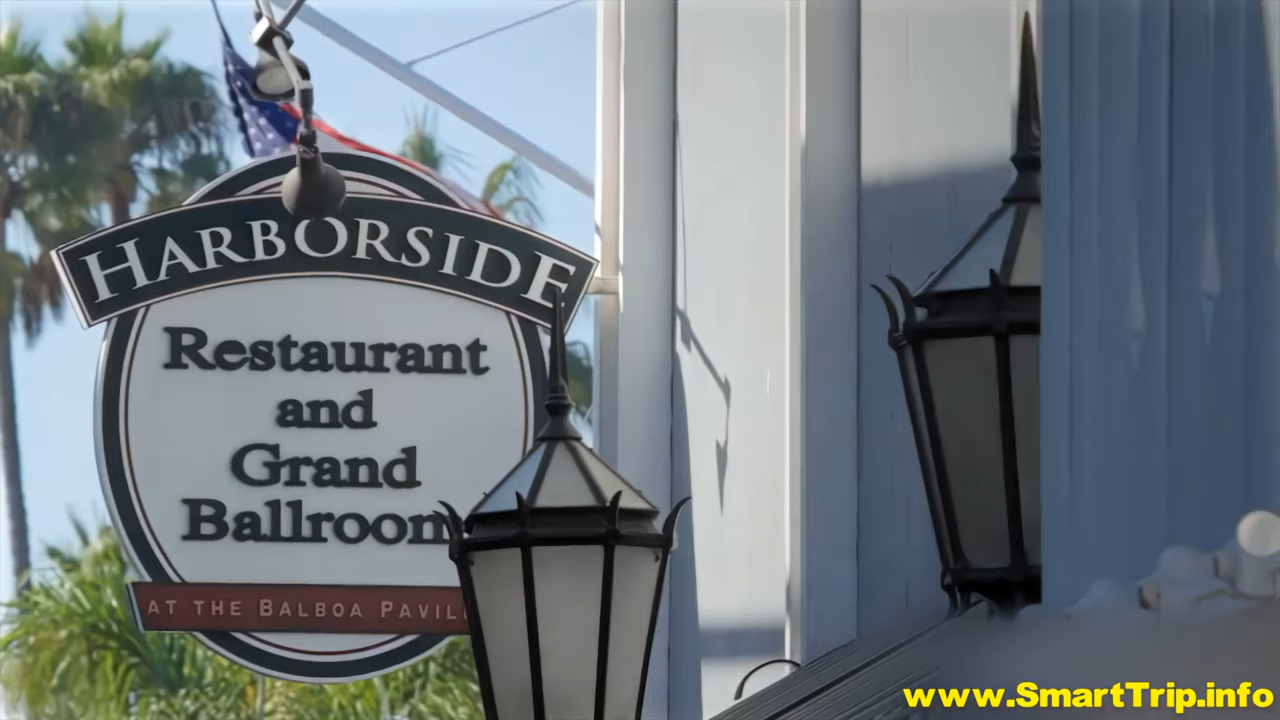 HARBORSIDE
Restaurant
and
Grand
Ballroom
AT THE BALBOA
www.SmartTrip.info